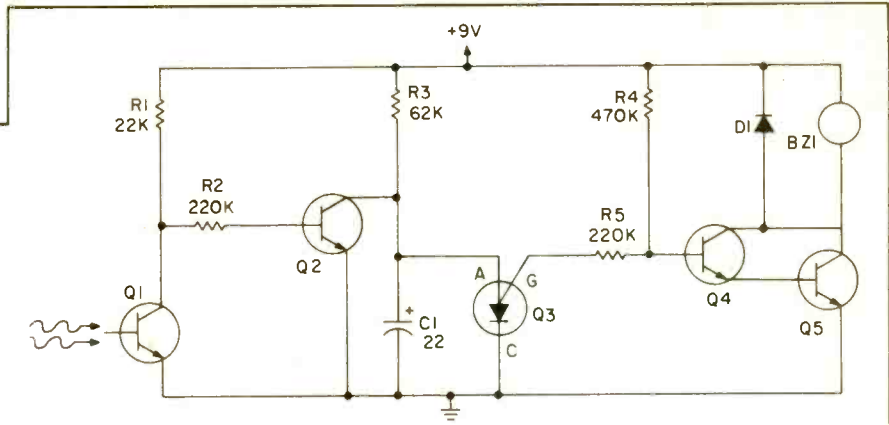 +9V
R1
22K
R3
62K
R4
470K
D1
BZ1
R2
220K
R5
220K
Q2
A
G
Q4
Q1
Q3
Q5
+
C1
22
C